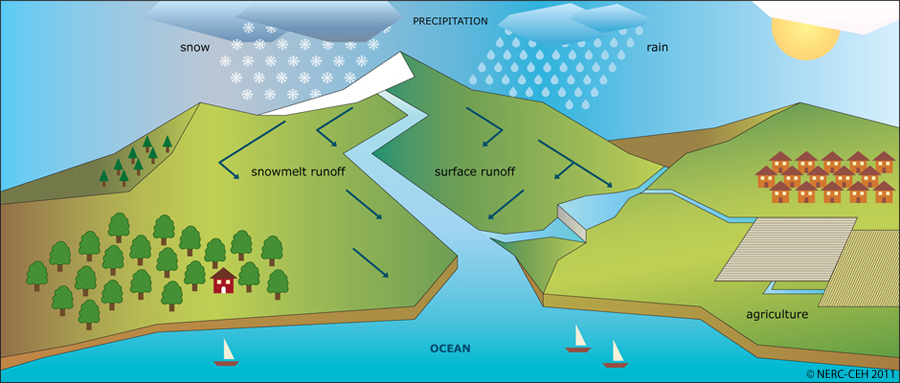 PRECIPITATION
snow
rain
snowmelt runoff
surface runoff
agriculture
OCEAN
© NERC-CEH 2011